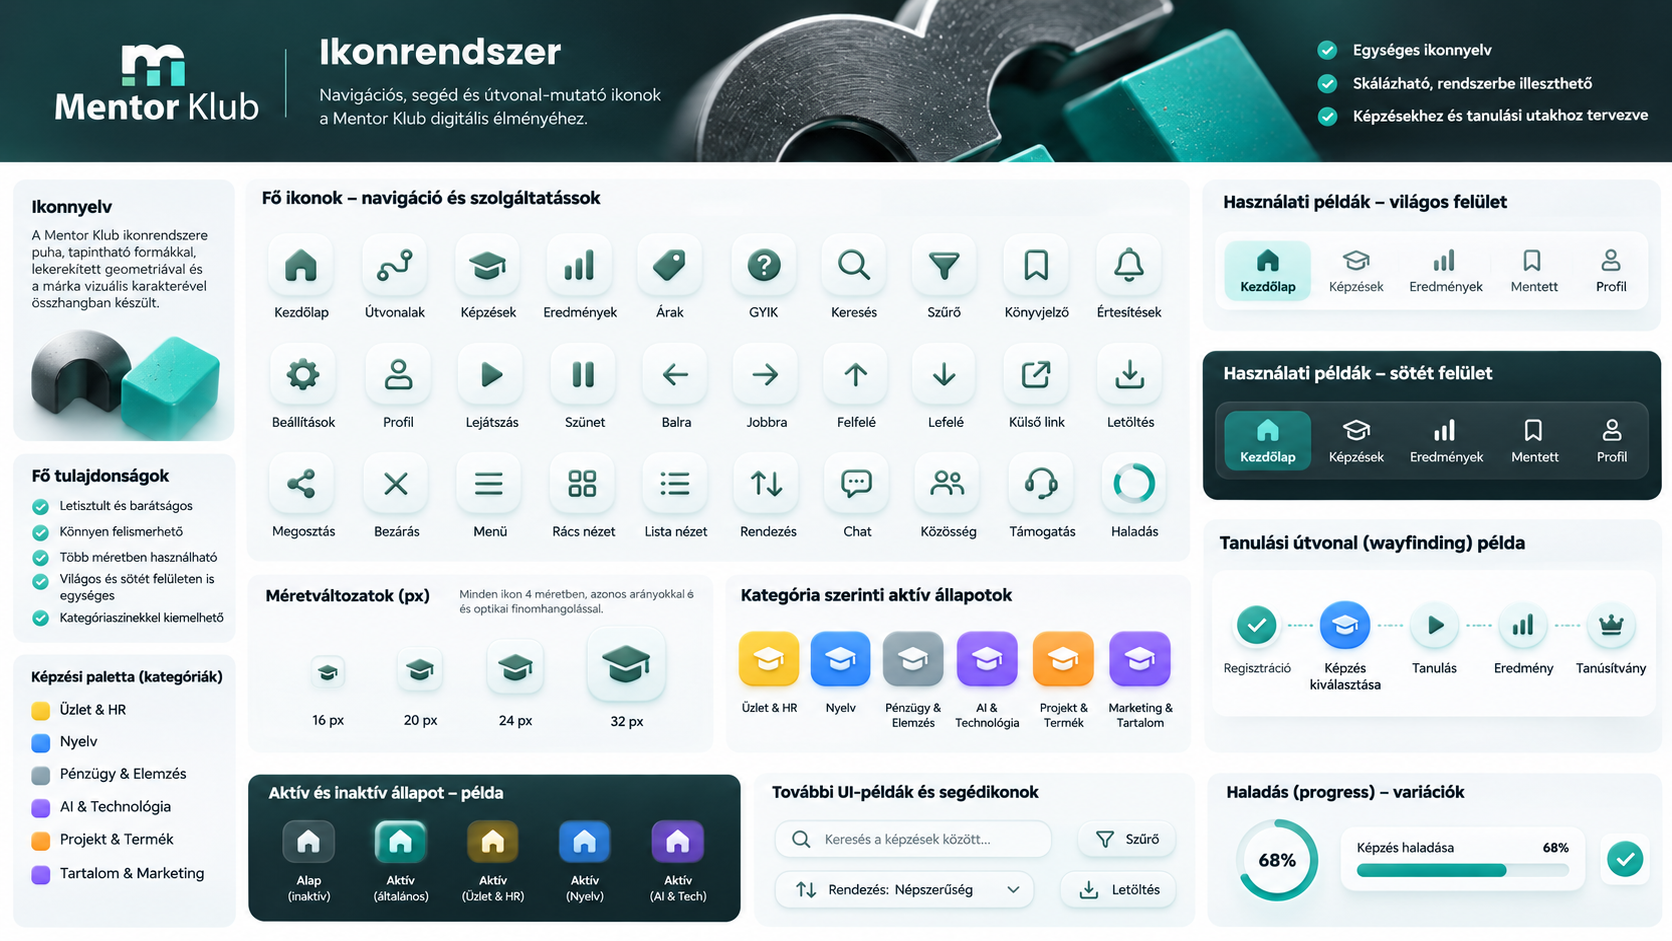 Mentor Klub
Ikonrendszer
Navigációs, segéd és útvonal-mutató ikonok
a Mentor Klub digitális élményéhez.
Egységes ikonnyelv
Skálázható, rendszerbe illeszthető
Képzésekhez és tanulási utakhoz tervezve
Ikonnyelv
A Mentor Klub ikonrendszere
puha, tapintható formákkal,
lekerekített geometriával és
a márka vizuális karakterével
összhangban készült.
Fő tulajdonságok
Letisztult és barátságos
Könnyen felismerhető
Több méretben használható
Világos és sötét felületen is
egységes
Kategóriaszínekkel kiemelhető
Képzési paletta (kategóriák)
Üzlet & HR
Nyelv
Pénzügy & Elemzés
AI & Technológia
Projekt & Termék
Tartalom & Marketing
Fő ikonok – navigáció és szolgáltatássok
Kezdőlap Útvonalak Képzések Eredmények Árak GYIK Keresés Szűrő Könyvjelző Értesítések
Beállítások Profil Lejátszás Szünet Balra Jobbra Felfelé Lefelé Külső link Letöltés
Megosztás Bezárás Menü Rács nézet Lista nézet Rendezés Chat Közösség Támogatás Haladás
Méretváltozatok (px)
Minden ikon 4 méretben, azonos arányokkal é
és optikai finomhangolással.
16 px 20 px 24 px 32 px
Kategória szerinti aktív állapotok
Üzlet & HR
Nyelv
Pénzügy &
Elemzés
AI &
Technológia
Projekt &
Termék
Marketing &
Tartalom
Aktív és inaktív állapot – példa
Alap
(inaktív)
Aktív
(általános)
Aktív
(Üzlet & HR)
Aktív
(Nyelv)
Aktív
(AI & Tech)
További UI-példák és segédikonok
Keresés a képzések között...
Szűrő
Rendezés: Népszerűség
Letöltés
Használati példák – világos felület
Kezdőlap Képzések Eredmények Mentett Profil
Használati példák – sötét felület
Kezdőlap Képzések Eredmények Mentett Profil
Tanulási útvonal (wayfinding) példa
Regisztráció
Képzés
kiválasztása
Tanulás
Eredmény
Tanúsítvány
Haladás (progress) – variációk
68%
Képzés haladása 68%